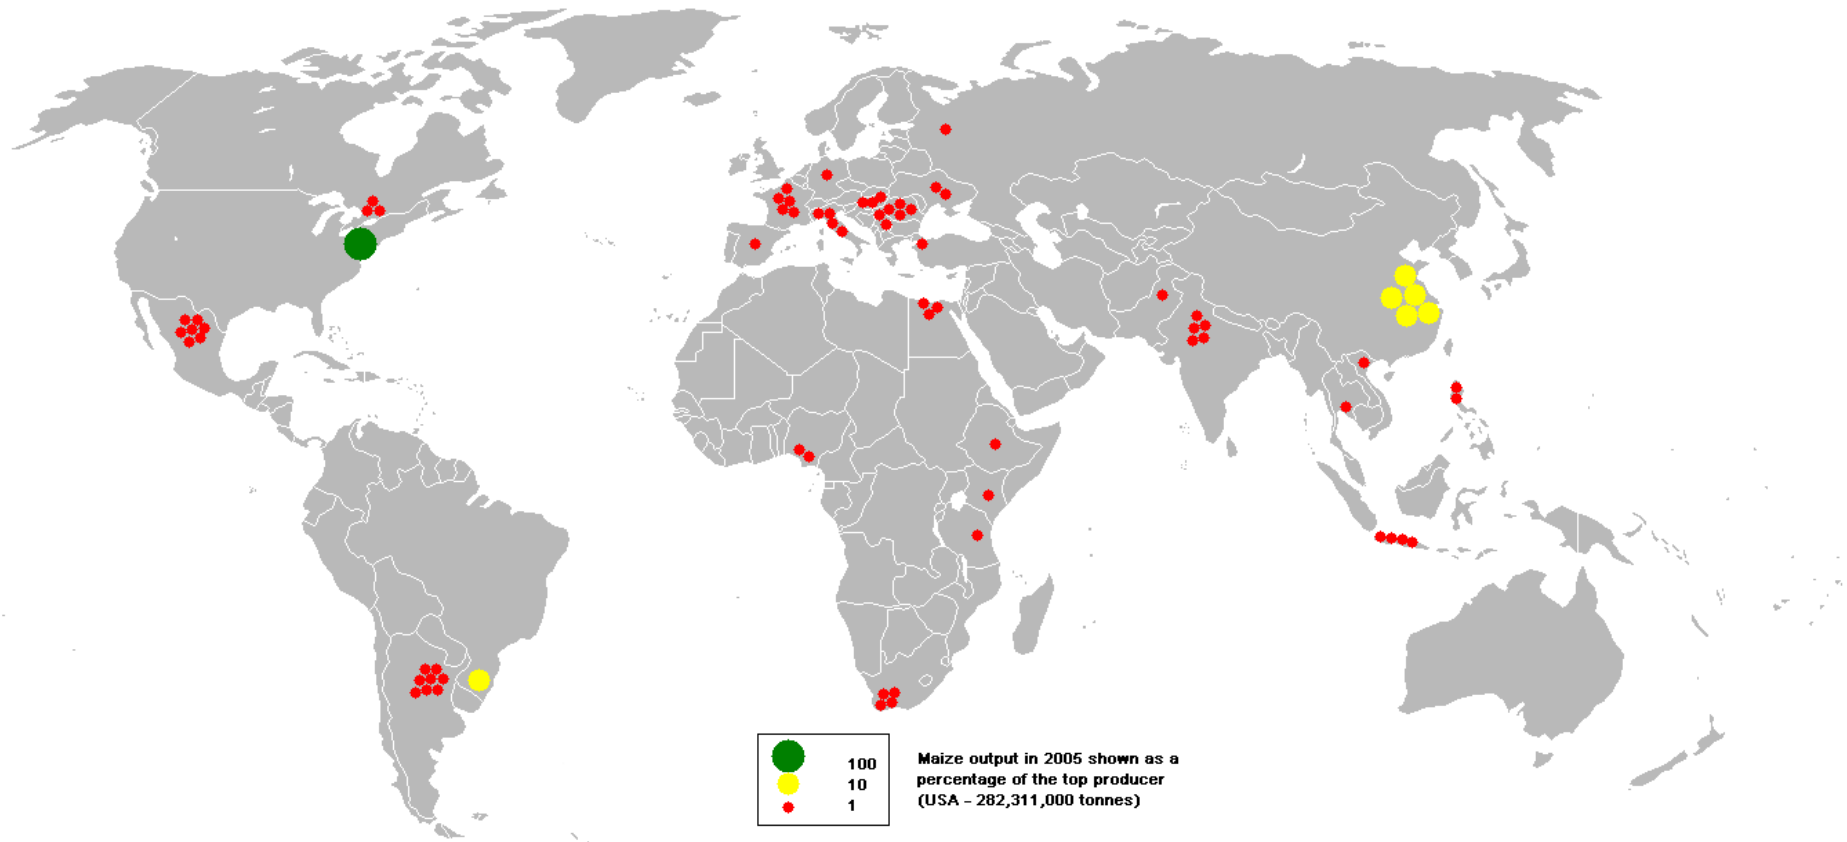 100
10
1
Maize output in 2005 shown as a
percentage of the top producer
(USA - 282,311,000 tonnes)